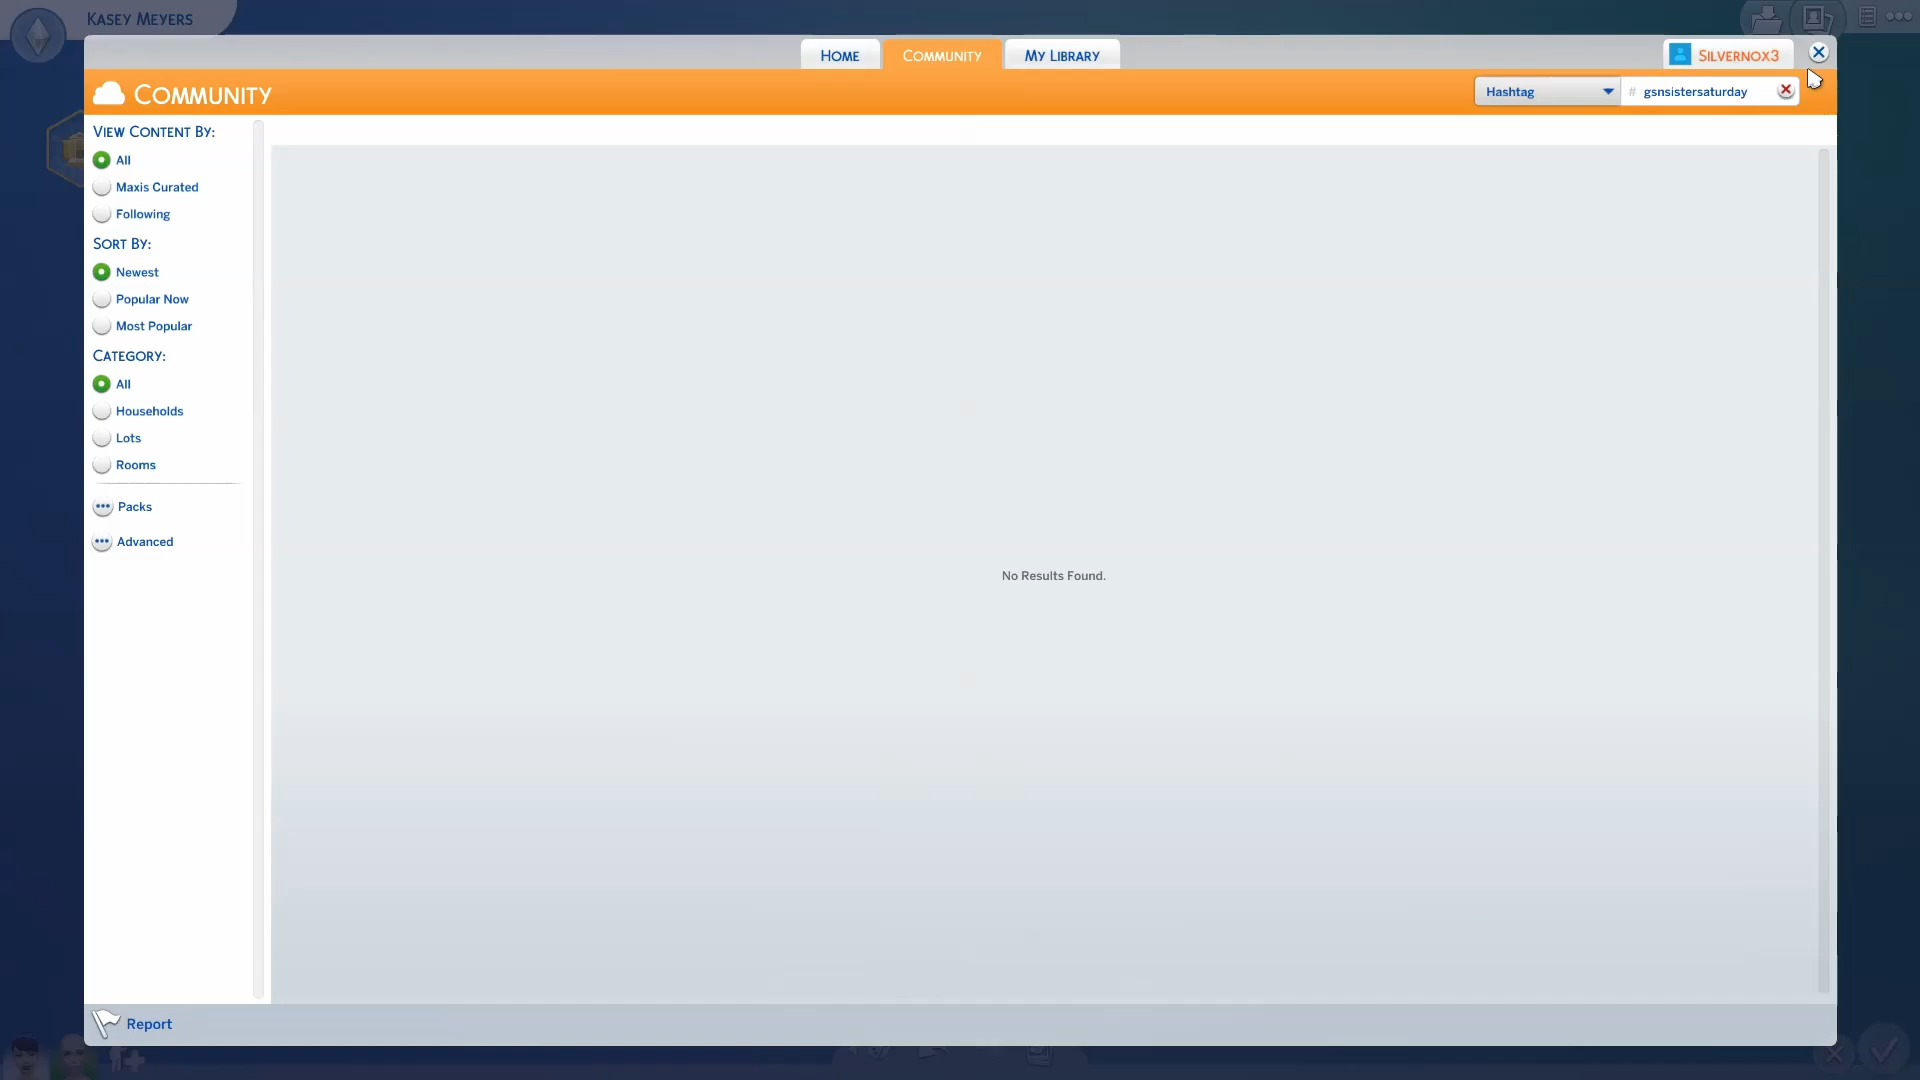 Kasey Meyers
Home
Community
My Library
Silvernox3
Community
Hashtag
# gsnsistersaturday
View Content By:
All
Maxis Curated
Following
Sort By:
Newest
Popular Now
Most Popular
Category:
All
Households
Lots
Rooms
Packs
Advanced
No Results Found.
Report